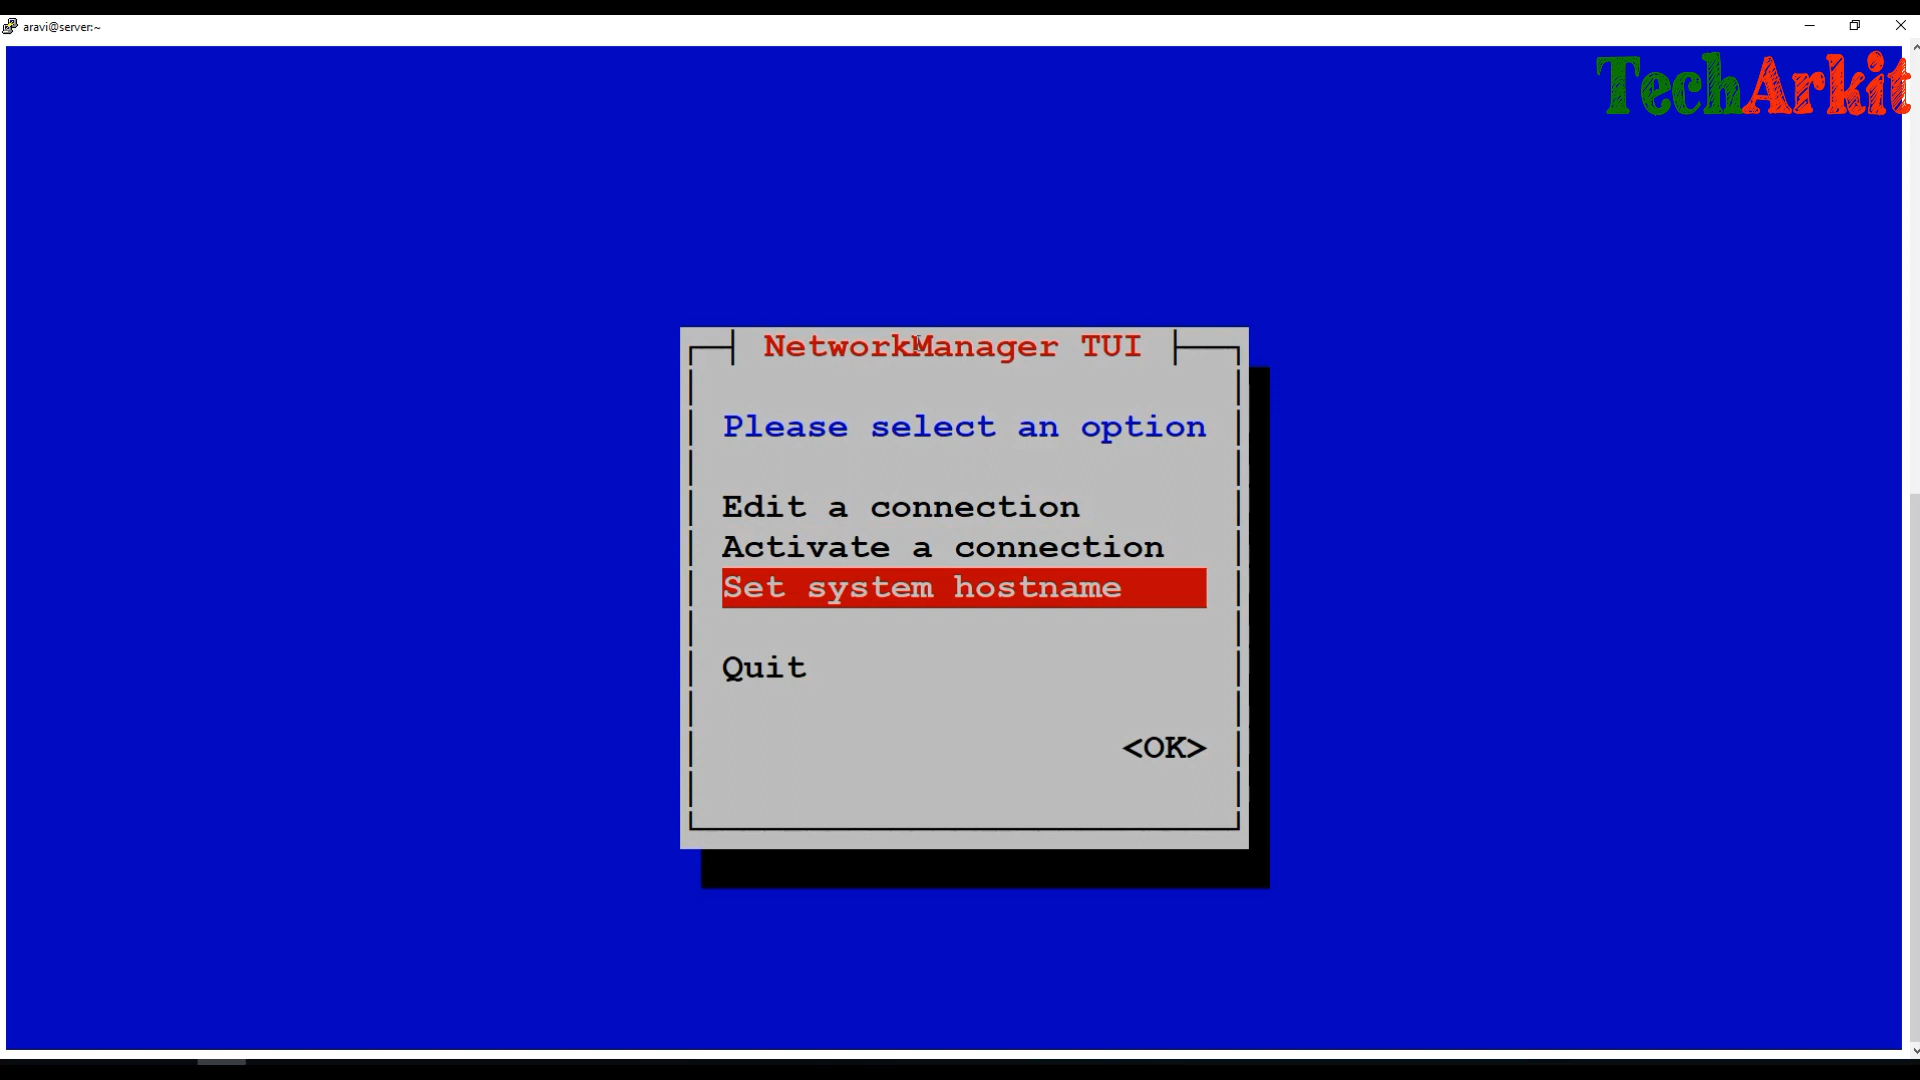 aravi@server:~
TechArkit
NetworkManager TUI
Please select an option
Edit a connection
Activate a connection
Set system hostname
Quit
<OK>